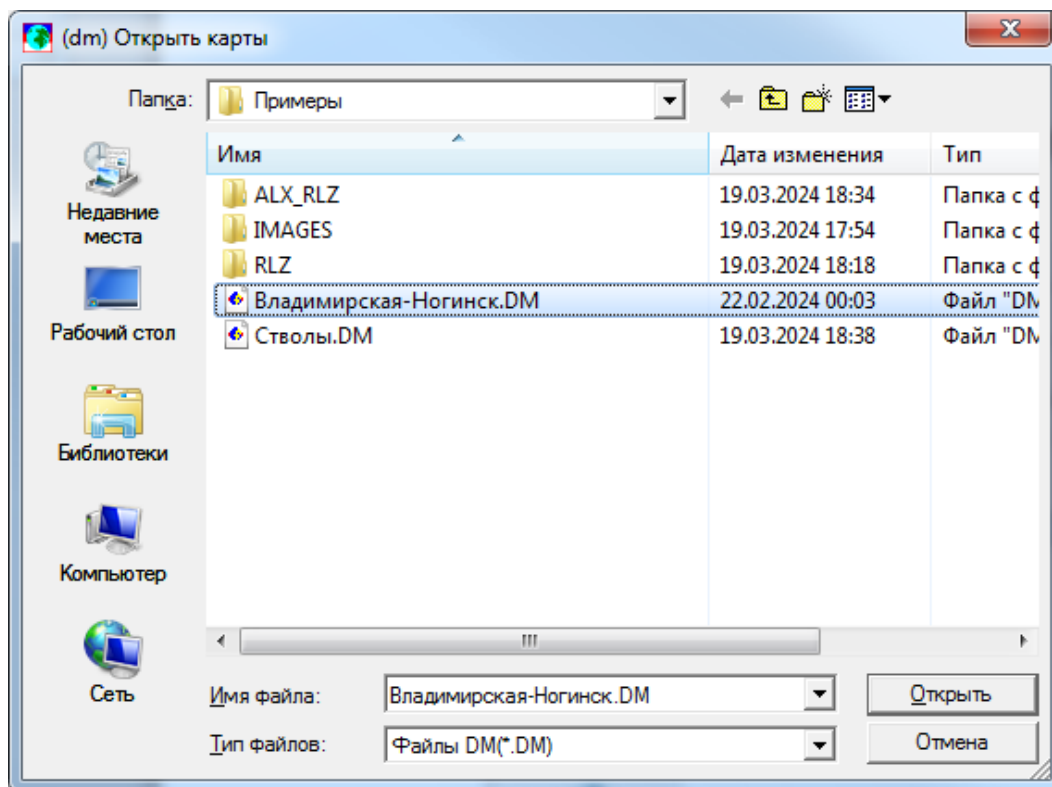 (dm) Открыть карты
Папка: Примеры
Имя Дата изменения Тип
ALX_RLZ 19.03.2024 18:34 Папка с ф
IMAGES 19.03.2024 17:54 Папка с ф
RLZ 19.03.2024 18:18 Папка с ф
Владимирская-Ногинск.DM 22.02.2024 00:03 Файл "DM
Стволы.DM 19.03.2024 18:38 Файл "DM
Недавние
места
Рабочий стол
Библиотеки
Компьютер
Сеть
Имя файла: Владимирская-Ногинск.DM Открыть
Тип файлов: Файлы DM(*.DM) Отмена